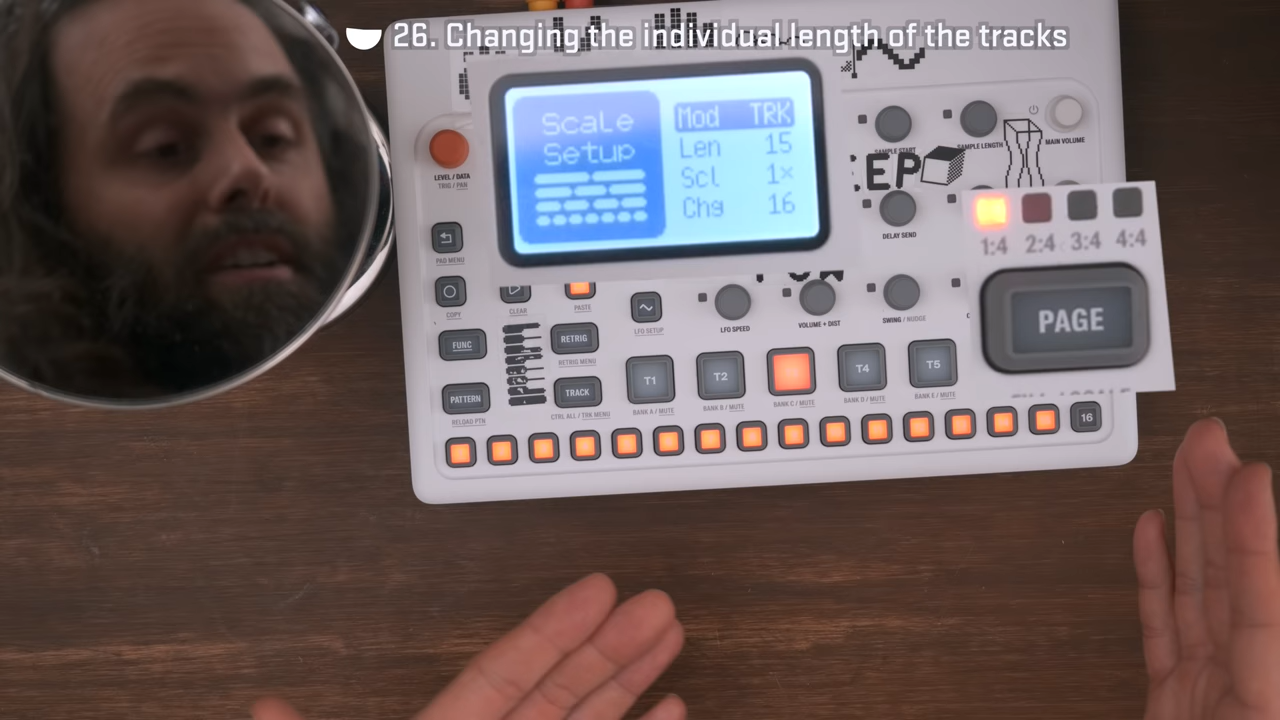 26. Changing the individual length of the tracks
Scale
Setup
Mod TRK
Len 15
Scl 1×
Chg 16
SAMPLE LENGTH
MAIN VOLUME
LEVEL / DATA
TRIG / PAN
DELAY SEND
1:4 2:4 3:4 4:4
PAGE
PAD MENU
COPY
CLEAR
PASTE
LFO SETUP
LFO SPEED
VOLUME + DIST
SWING / NUDGE
FUNC
RETRIG
RETRIG MENU
PATTERN
RELOAD PTN
TRACK
CTRL ALL / TRK MENU
T1
T2
T4
T5
BANK A / MUTE
BANK B / MUTE
BANK C / MUTE
BANK D / MUTE
BANK E / MUTE
16